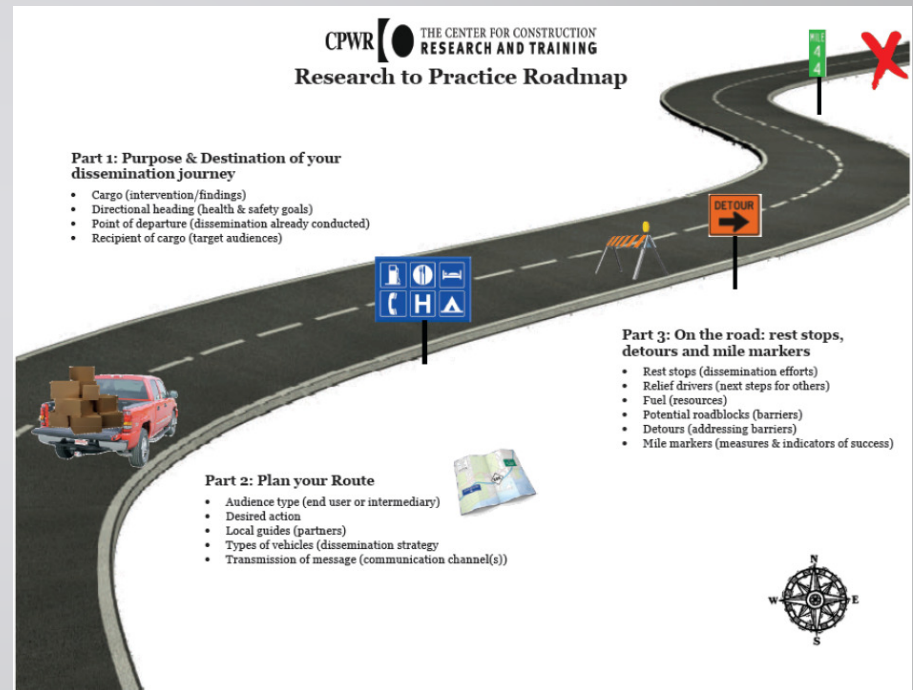 CPWR THE CENTER FOR CONSTRUCTION
RESEARCH AND TRAINING
Research to Practice Roadmap
MILE
4
4
Part 1: Purpose & Destination of your
dissemination journey
• Cargo (intervention/findings)
• Directional heading (health & safety goals)
• Point of departure (dissemination already conducted)
• Recipient of cargo (target audiences)
DETOUR
H
Part 3: On the road: rest stops,
detours and mile markers
• Rest stops (dissemination efforts)
• Relief drivers (next steps for others)
• Fuel (resources)
• Potential roadblocks (barriers)
• Detours (addressing barriers)
• Mile markers (measures & indicators of success)
Part 2: Plan your Route
• Audience type (end user or intermediary)
• Desired action
• Local guides (partners)
• Types of vehicles (dissemination strategy
• Transmission of message (communication channel(s))
N
W E
S